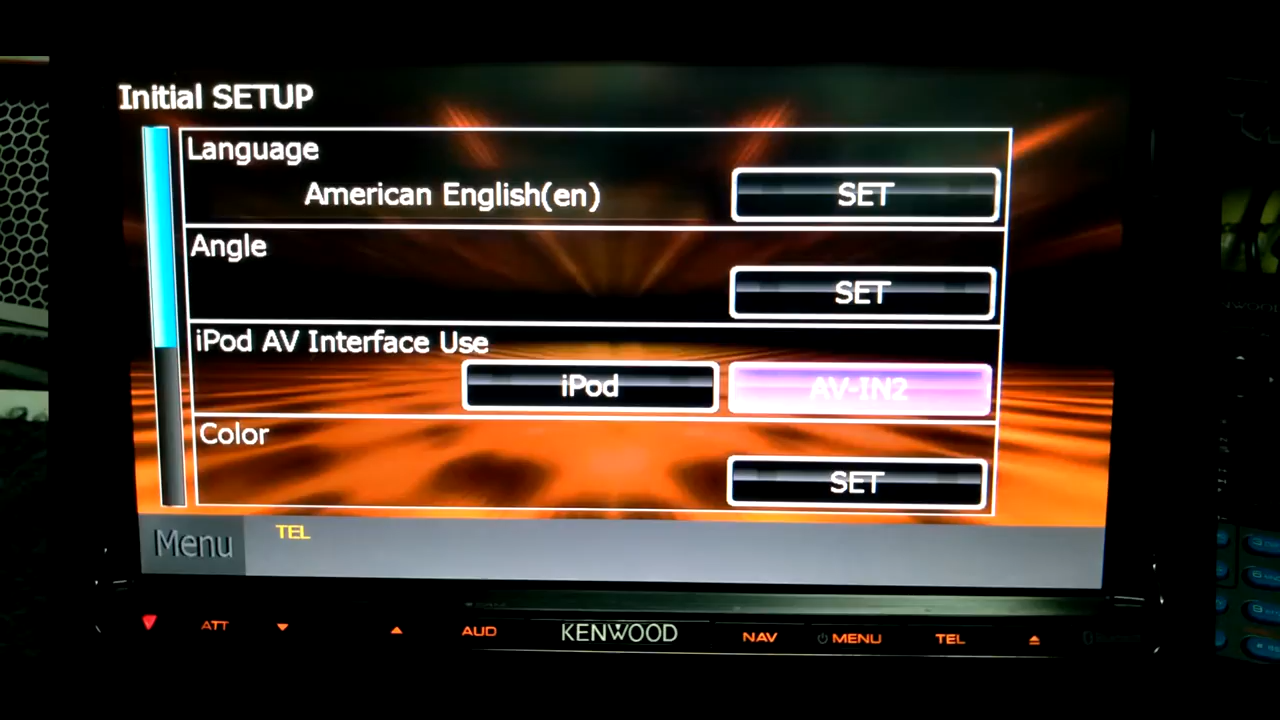 Initial SETUP
Language
American English(en) SET
Angle
SET
iPod AV Interface Use
iPod AV-IN2
Color
SET
Menu TEL
ATT AUD KENWOOD NAV MENU TEL